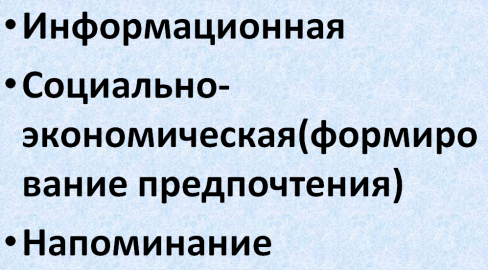 •Информационная
•Социально-
экономическая(формиро
вание предпочтения)
•Напоминание